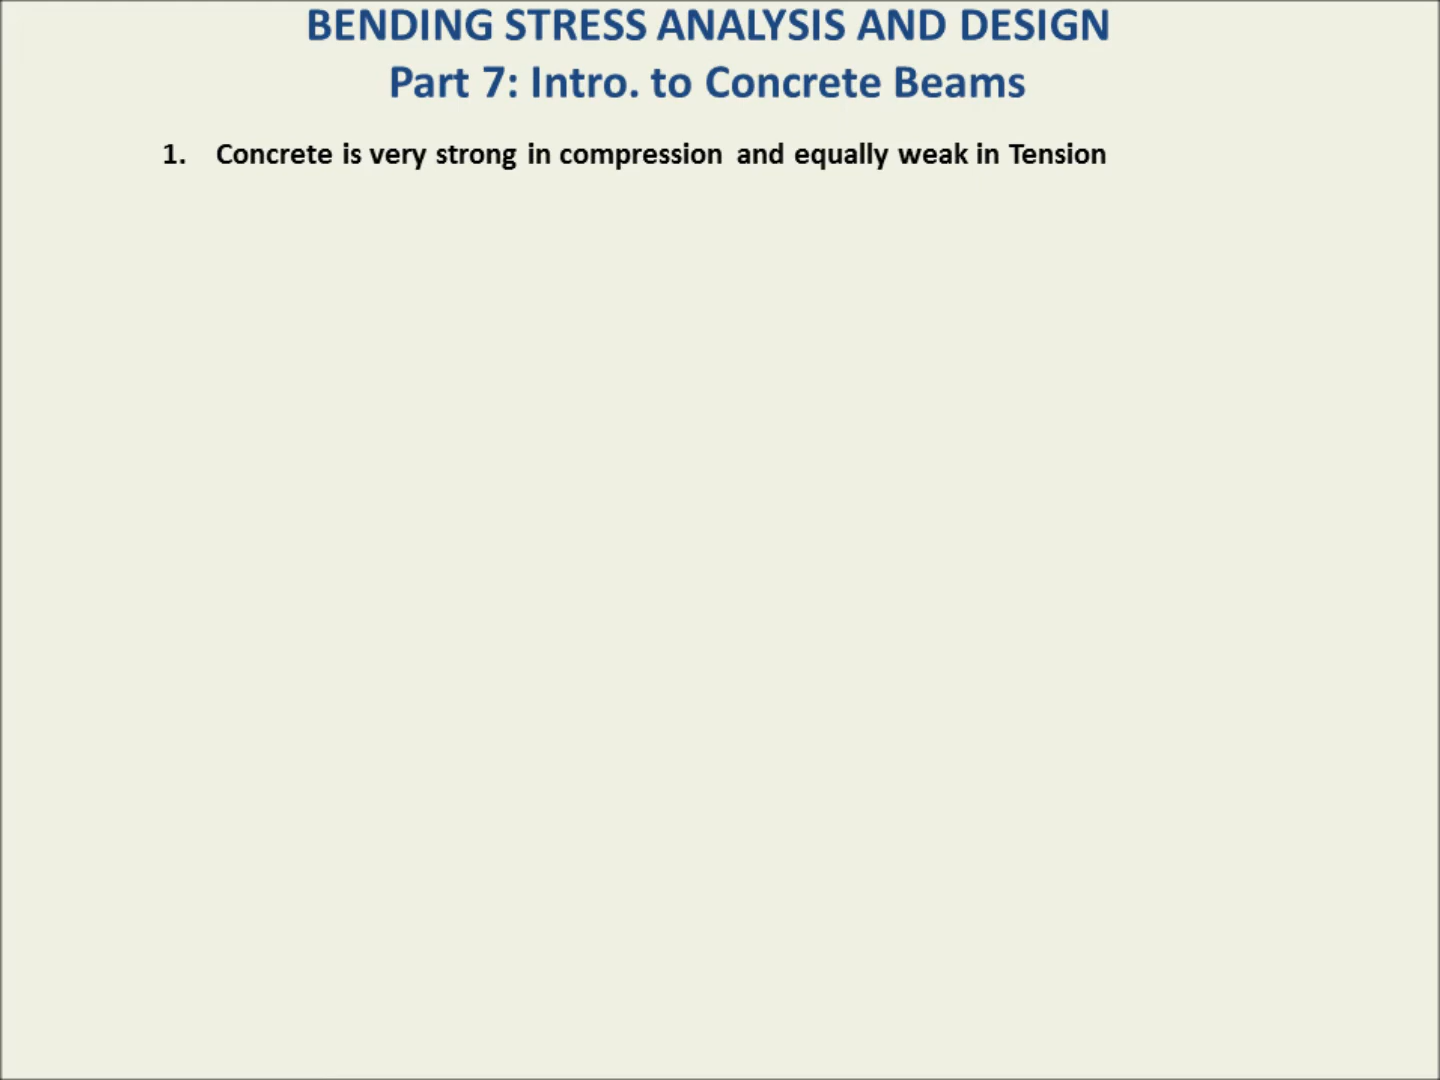 BENDING STRESS ANALYSIS AND DESIGN
Part 7: Intro. to Concrete Beams
1. Concrete is very strong in compression and equally weak in Tension